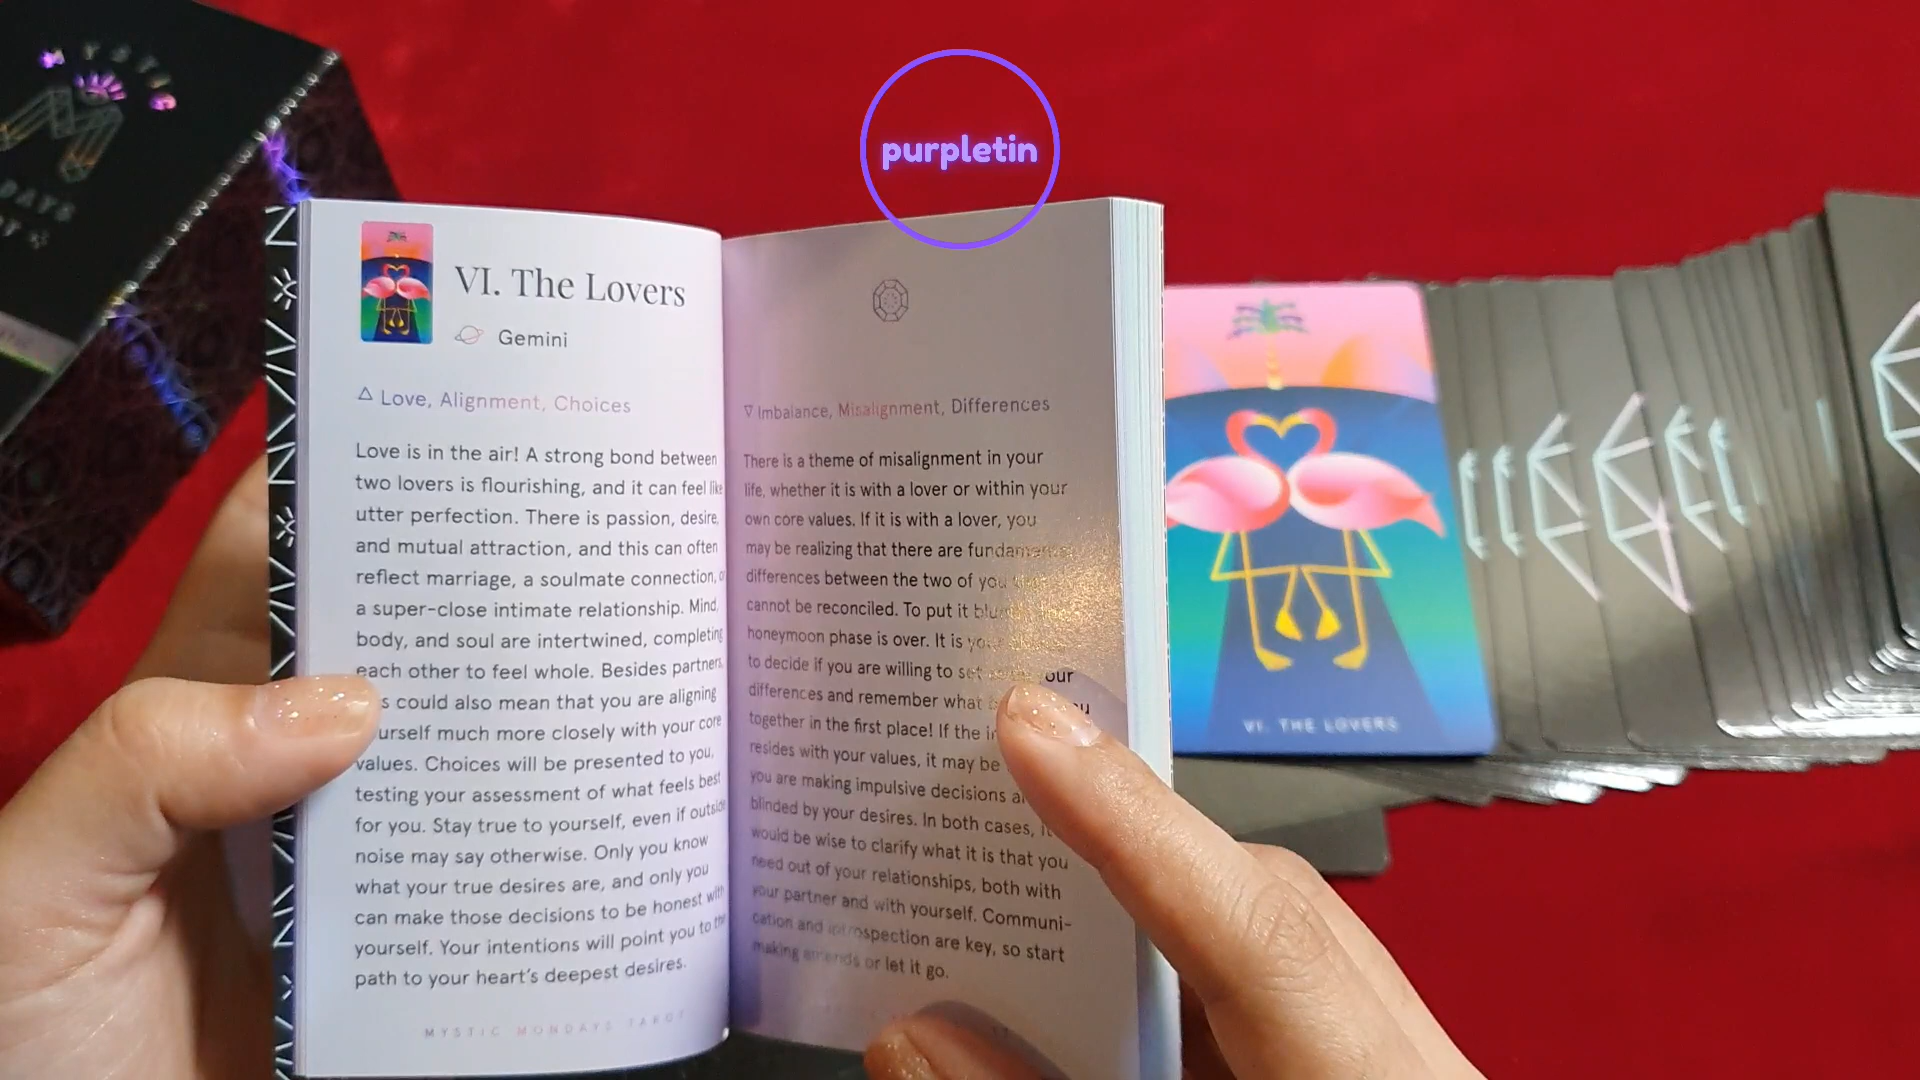 MYSTIC
M
DAYS
purpletin
VI. The Lovers
Gemini
Love, Alignment, Choices
Love is in the air! A strong bond between
two lovers is flourishing, and it can feel like
utter perfection. There is passion, desire,
and mutual attraction, and this can often
reflect marriage, a soulmate connection,
a super-close intimate relationship. Mind,
body, and soul are intertwined, completing
each other to feel whole. Besides partners,
could also mean that you are aligning
yourself much more closely with your core
values. Choices will be presented to you,
testing your assessment of what feels best
for you. Stay true to yourself, even if outside
noise may say otherwise. Only you know
what your true desires are, and only you
can make those decisions to be honest with
yourself. Your intentions will point you to the
path to your heart's deepest desires.
MYSTIC MONDAYS TAROT
Imbalance, Misalignment, Differences
There is a theme of misalignment in your
life, whether it is with a lover or within your
own core values. If it is with a lover, you
may be realizing that there are fundamental
differences between the two of you
cannot be reconciled. To put it
honeymoon phase is over. It is
to decide if you are willing to set your
differences and remember what
together in the first place! If the
resides with your values, it may be
you are making impulsive decisions
blinded by your desires. In both cases, it
would be wise to clarify what it is that you
need out of your relationships, both with
your partner and with yourself. Communi-
cation and introspection are key, so start
making amends or let it go.
VI. THE LOVERS